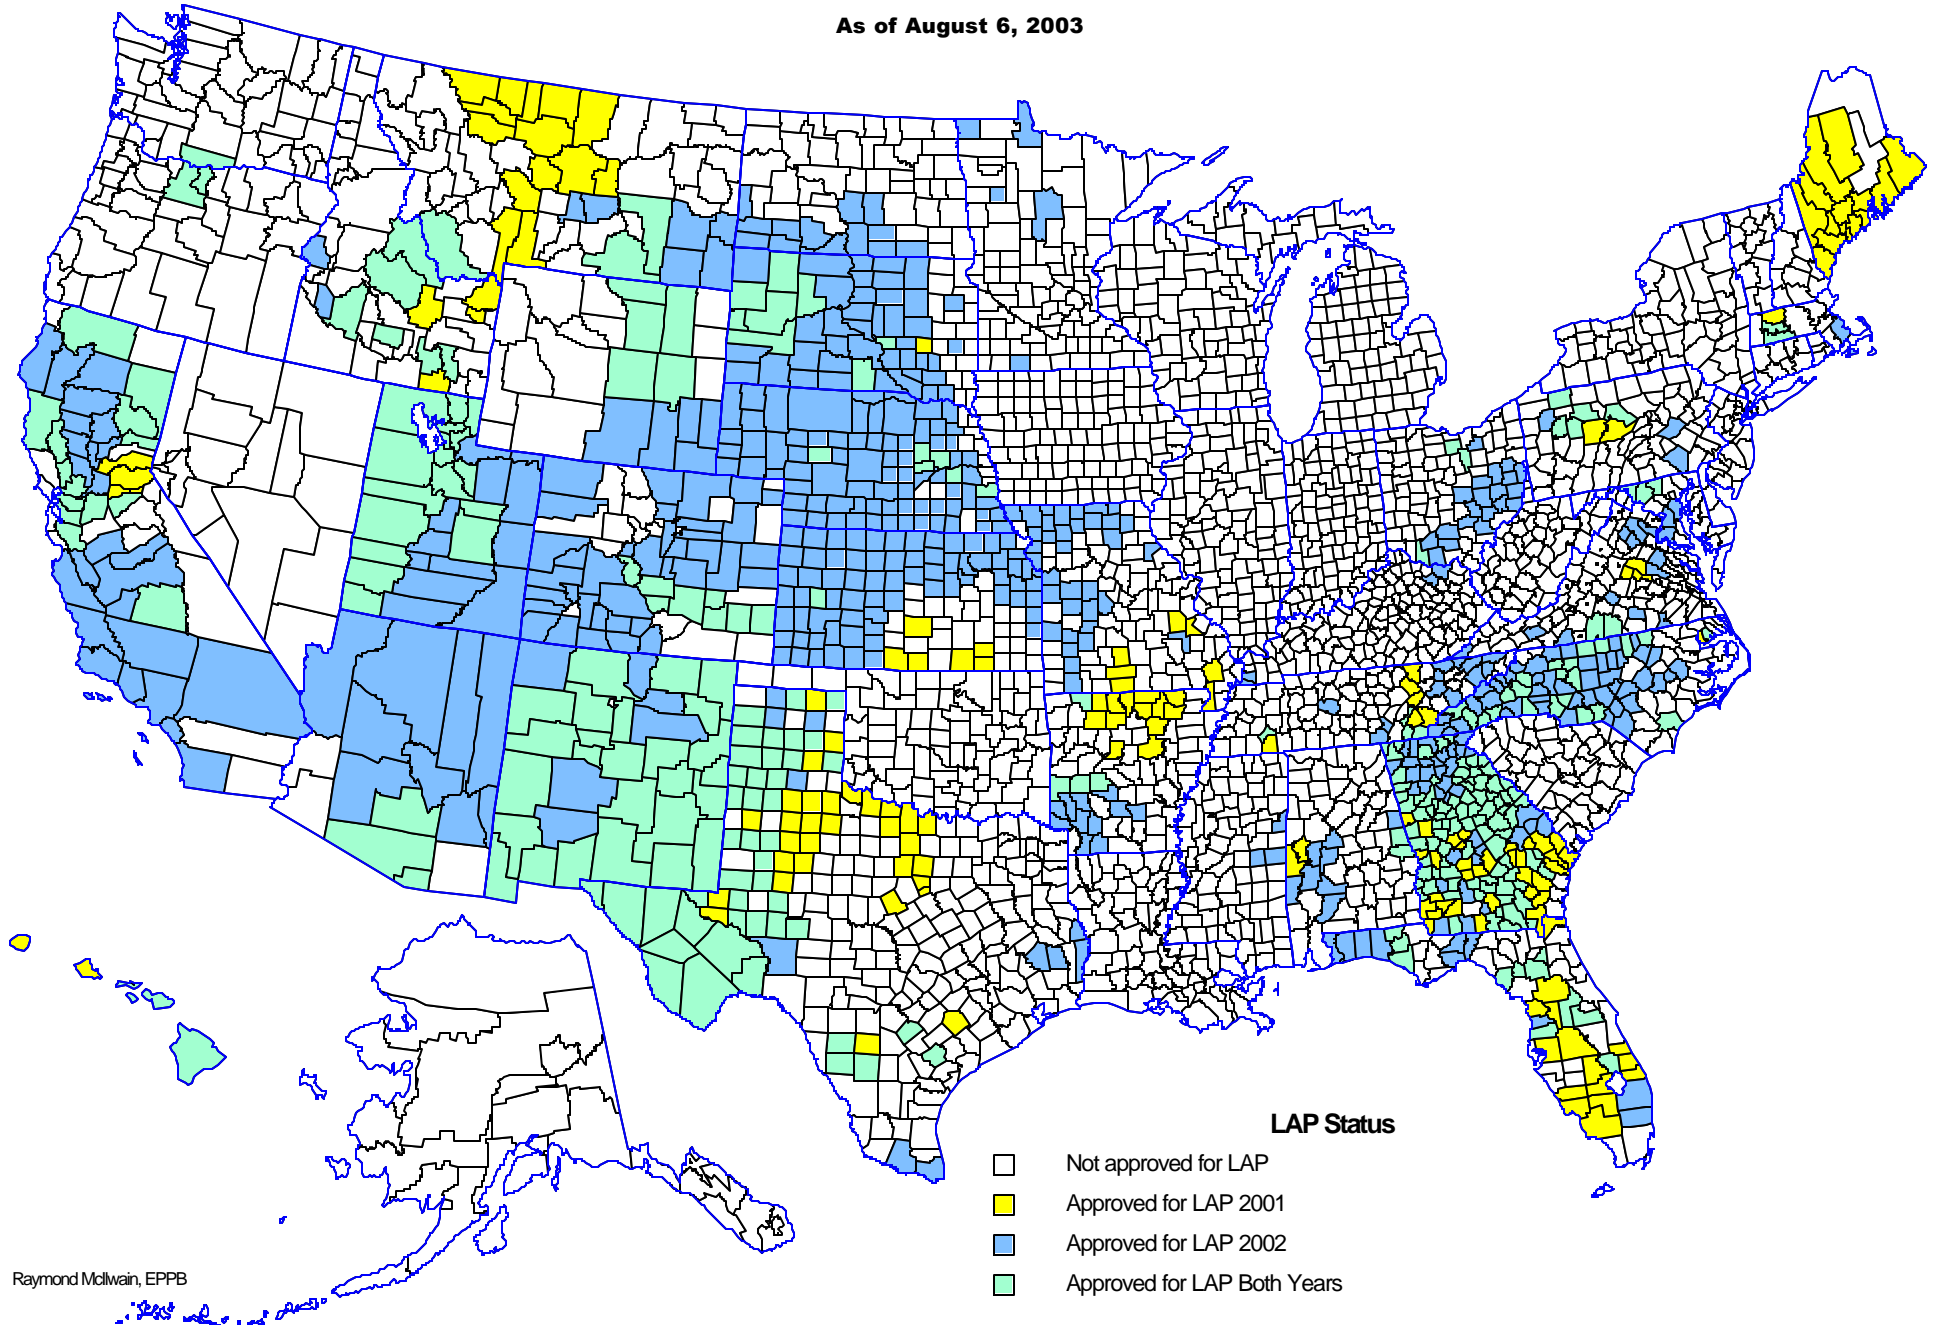 As of August 6, 2003
LAP Status
Not approved for LAP
Approved for LAP 2001
Approved for LAP 2002
Approved for LAP Both Years
Raymond McIlwain, EPPB